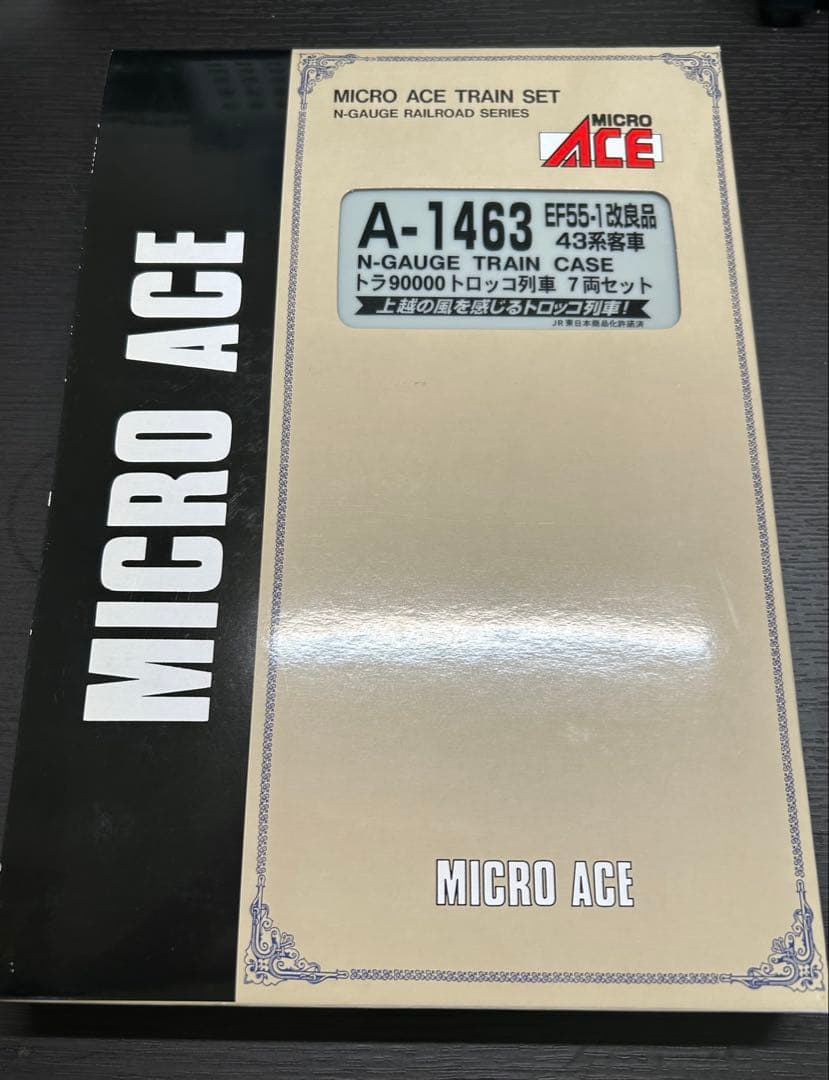 MICRO ACE
MICRO ACE TRAIN SET
N-GAUGE RAILROAD SERIES
MICRO
ACE
A-1463 EF55・1改良品
43系客車
N-GAUGE TRAIN CASE
トラ90000トロッコ列車 7両セット
上越の風を感じるトロッコ列車!
JR東日本商品化許諾済
MICRO ACE